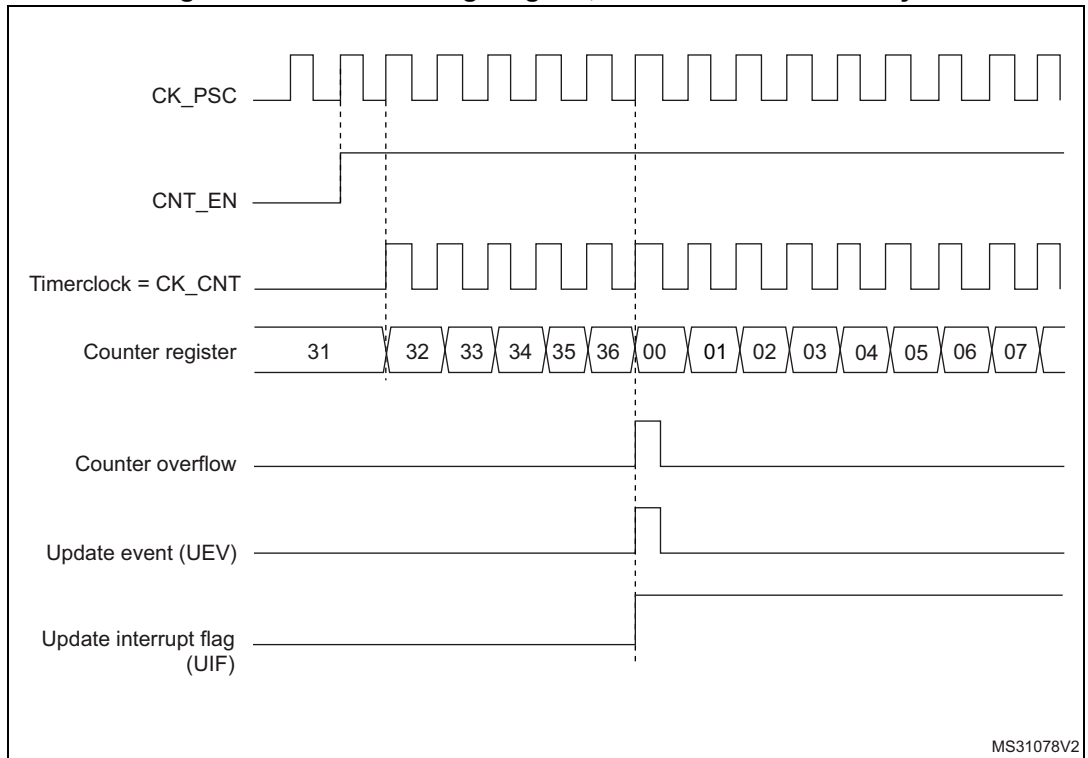 CK_PSC
CNT_EN
Timerclock = CK_CNT
Counter register 31 32 33 34 35 36 00 01 02 03 04 05 06 07
Counter overflow
Update event (UEV)
Update interrupt flag
(UIF)
MS31078V2